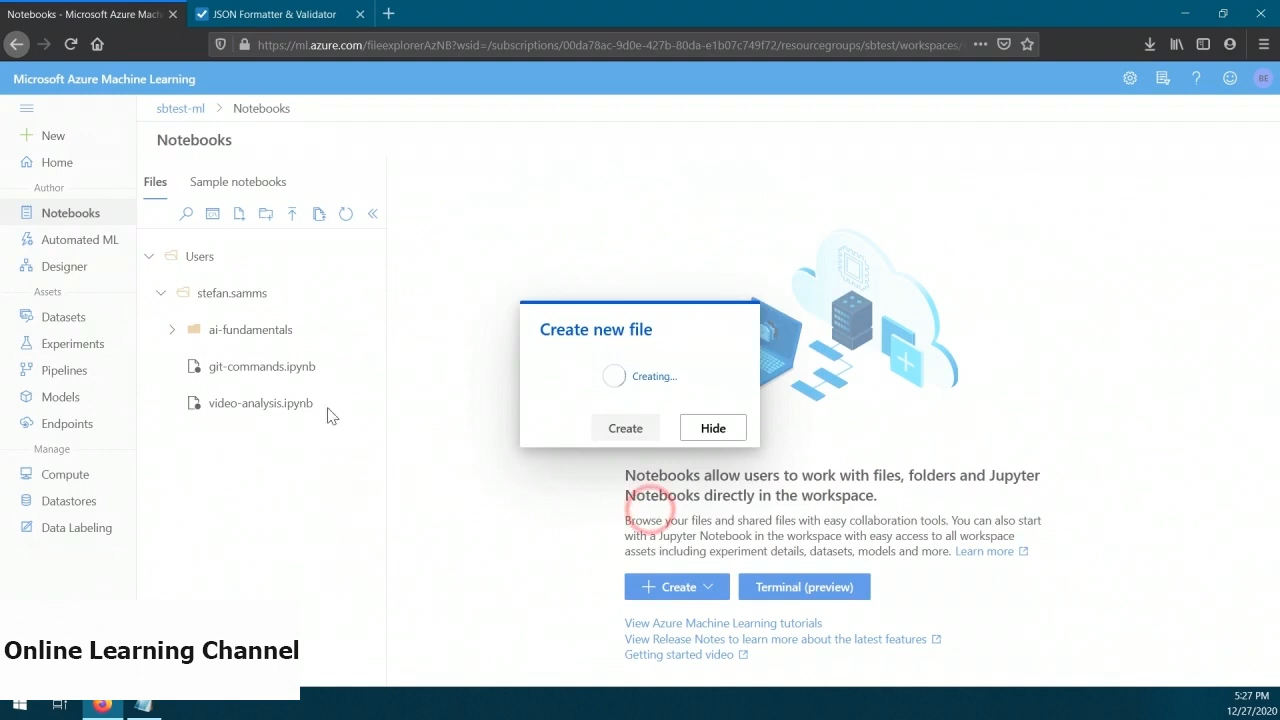 Notebooks - Microsoft Azure Mach
JSON Formatter & Validator
https://ml.azure.com/fileexplorerAzNB?wsid=/subscriptions/00da78ac-9d0e-427b-80da-e1b07c749f72/resourcegroups/sbtest/workspaces/
Microsoft Azure Machine Learning
BE
sbtest-ml > Notebooks
New
Home
Author
Notebooks
Automated ML
Designer
Assets
Datasets
Experiments
Pipelines
Models
Endpoints
Manage
Compute
Datastores
Data Labeling
Notebooks
Files
Sample notebooks
Users
stefan.samms
ai-fundamentals
git-commands.ipynb
video-analysis.ipynb
Create new file
Creating...
Create
Hide
Notebooks allow users to work with files, folders and Jupyter
Notebooks directly in the workspace.
Browse your files and shared files with easy collaboration tools. You can also start
with a Jupyter Notebook in the workspace with easy access to all workspace
assets including experiment details, datasets, models and more. Learn more
Create
Terminal (preview)
View Azure Machine Learning tutorials
View Release Notes to learn more about the latest features
Getting started video
Online Learning Channel
5:27 PM
12/27/2020